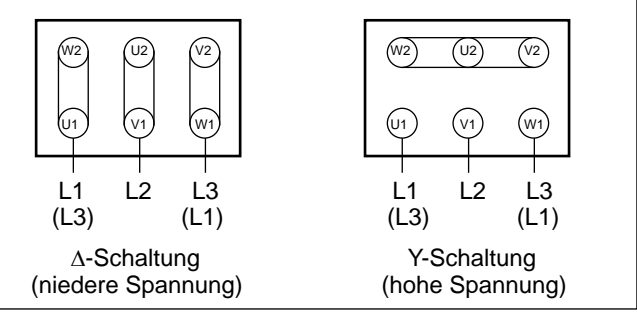 W2 U2 V2
U1 V1 W1
L1 L2 L3
(L3) (L1)
Δ-Schaltung
(niedere Spannung)
W2 U2 V2
U1 V1 W1
L1 L2 L3
(L3) (L1)
Y-Schaltung
(hohe Spannung)